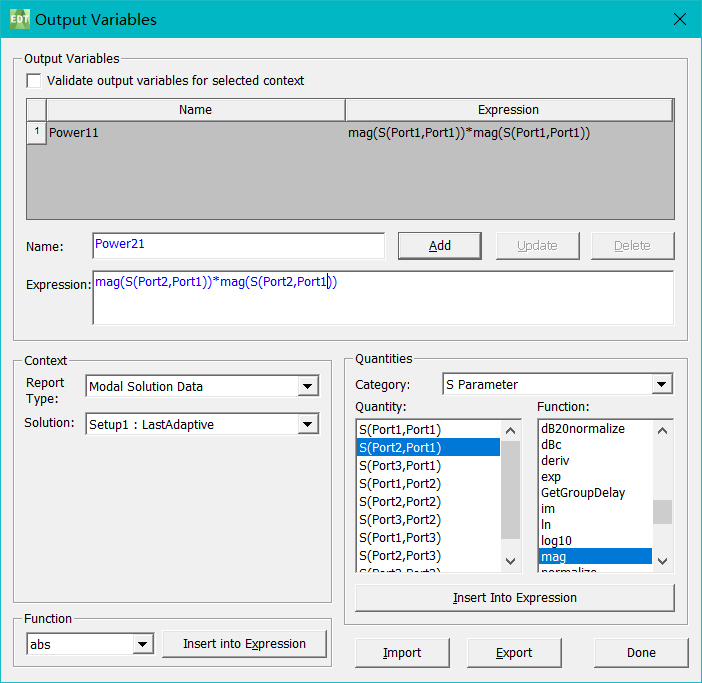 EDT Output Variables
Output Variables
Validate output variables for selected context
Name Expression
1 Power11 mag(S(Port1,Port1))*mag(S(Port1,Port1))
Name: Power21 Add Update Delete
Expression: mag(S(Port2,Port1))*mag(S(Port2,Port1))
Context
Report Type: Modal Solution Data
Solution: Setup1 : LastAdaptive
Quantities
Category: S Parameter
Quantity:
S(Port1,Port1)
S(Port2,Port1)
S(Port3,Port1)
S(Port1,Port2)
S(Port2,Port2)
S(Port3,Port2)
S(Port1,Port3)
S(Port2,Port3)
S(Port3,Port3)
Function:
dB20normalize
dBc
deriv
exp
GetGroupDelay
im
ln
log10
mag
normalize
Insert Into Expression
Function
abs Insert into Expression
Import Export Done